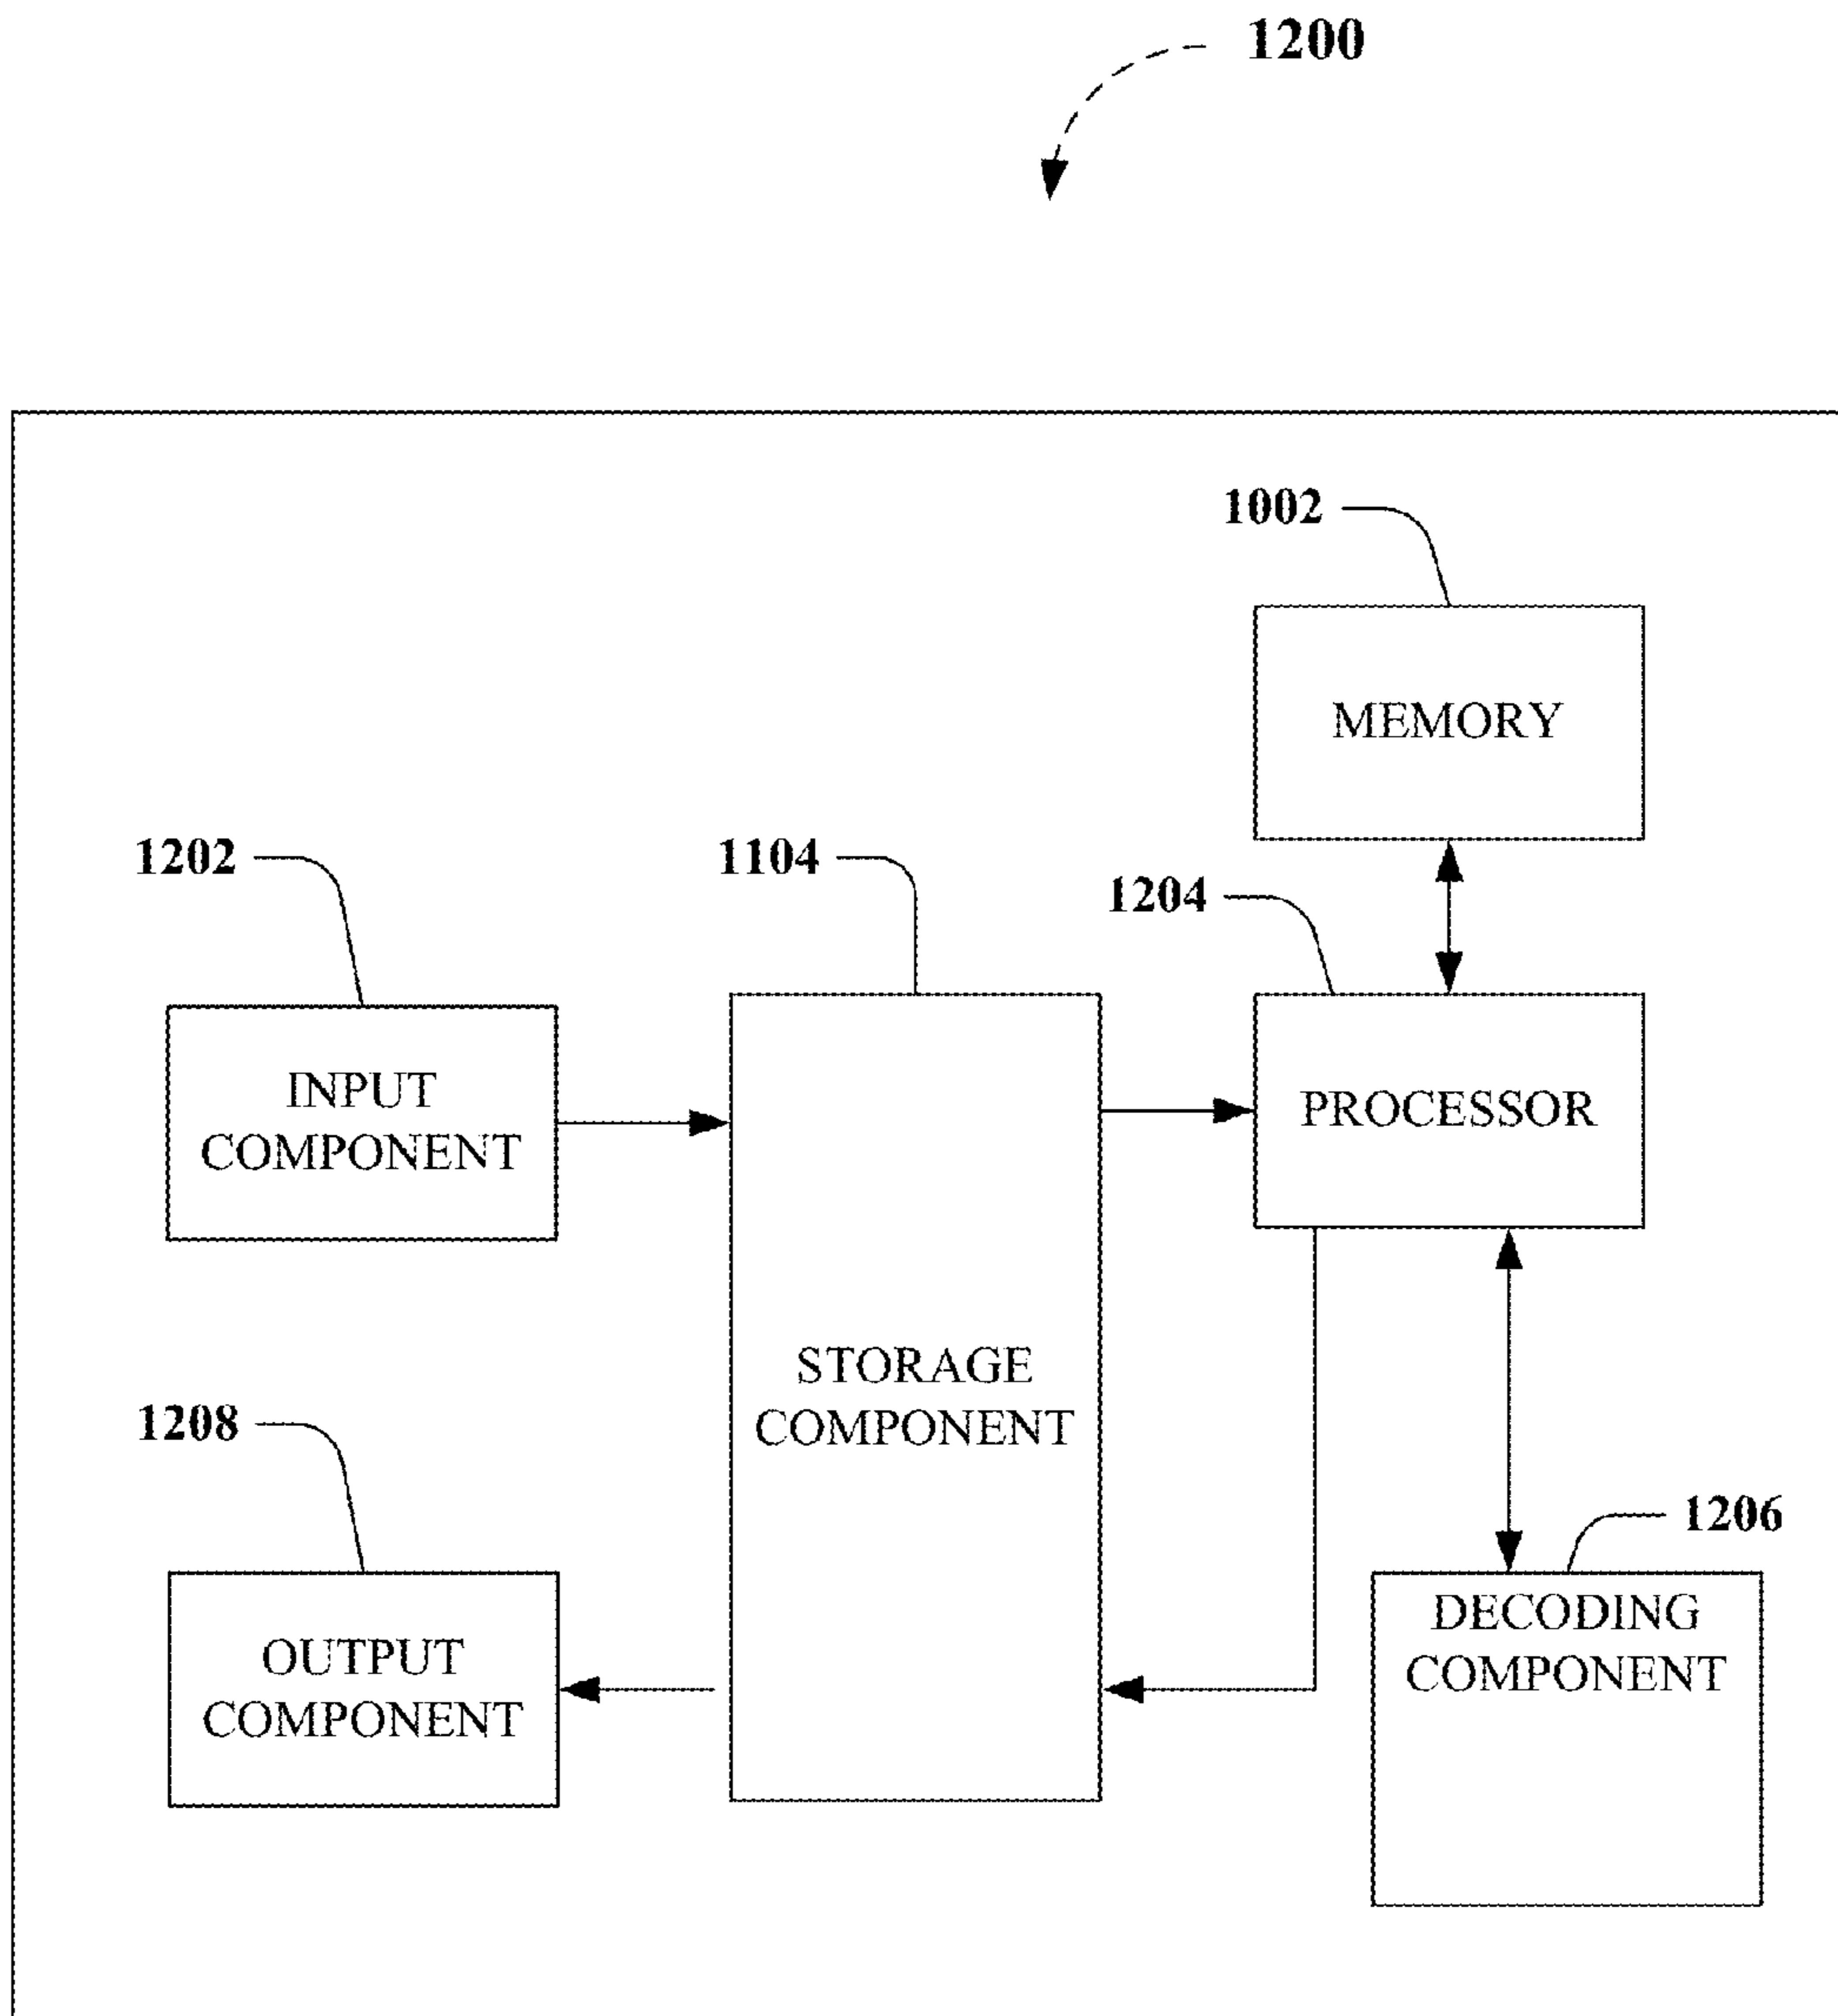 1200
1002
MEMORY
1202
1104
1204
INPUT
COMPONENT
PROCESSOR
STORAGE
COMPONENT
1208
1206
OUTPUT
COMPONENT
DECODING
COMPONENT